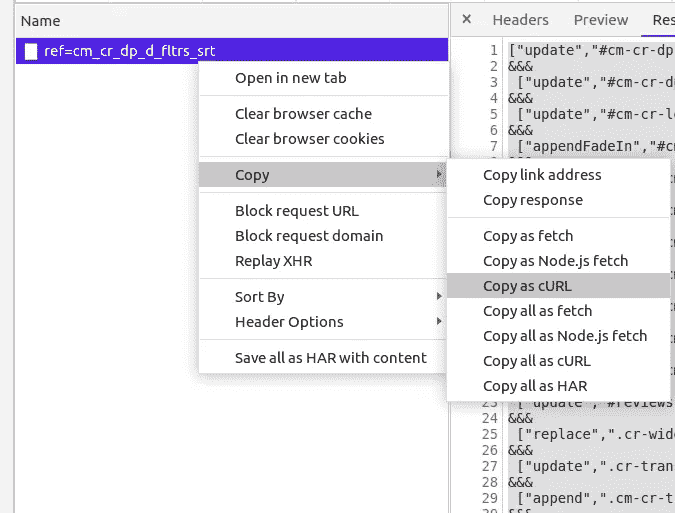 Name
× Headers Preview
ref=cm_cr_dp_d_fltrs_srt
Open in new tab
Clear browser cache
Clear browser cookies
Copy
Block request URL
Block request domain
Replay XHR
Sort By
Header Options
Save all as HAR with content
Copy link address
Copy response
Copy as fetch
Copy as Node.js fetch
Copy as cURL
Copy all as fetch
Copy all as Node.js fetch
Copy all as cURL
Copy all as HAR
1 ["update","#cm-cr-dp
2 &&&
3 ["update","#cm-cr-d
4 &&&
5 ["update","#cm-cr-l
6 &&&
7 ["appendFadeIn","#c
23 ["update","#reviews
24 &&&
25 ["replace",".cr-wid
26 &&&
27 ["update",".cr-tran
28 &&&
29 ["append",".cm-cr-t